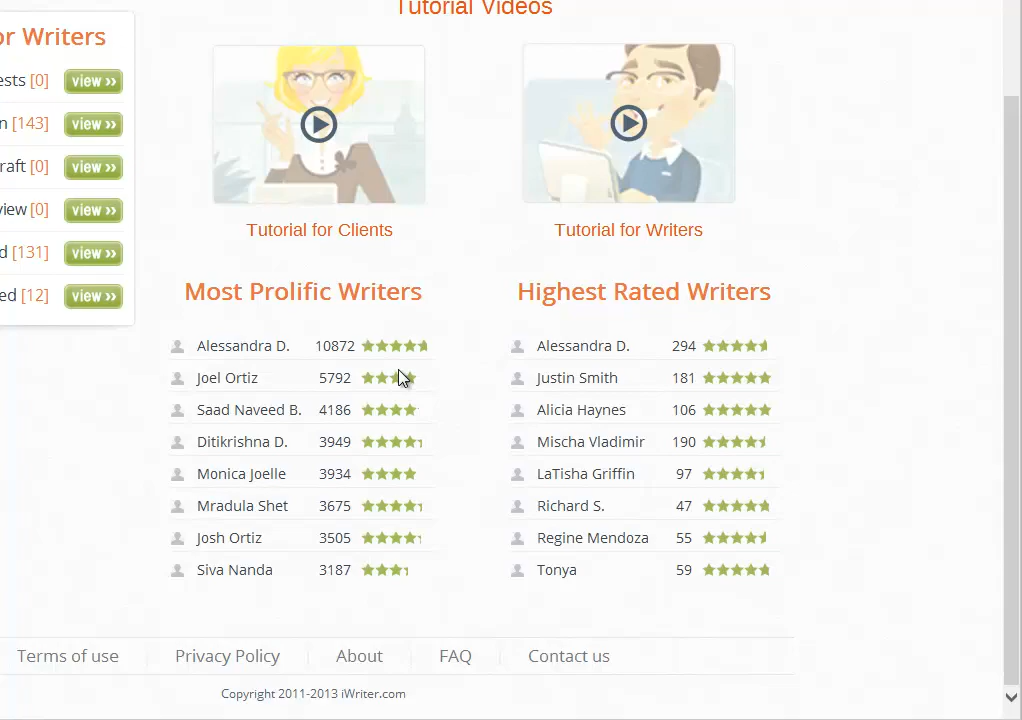 Tutorial Videos
or Writers
ests [0] view ››
n [143] view ››
raft [0] view ››
view [0] view ››
d [131] view ››
ed [12] view ››
Tutorial for Clients
Tutorial for Writers
Most Prolific Writers
Alessandra D. 10872
Joel Ortiz 5792
Saad Naveed B. 4186
Ditikrishna D. 3949
Monica Joelle 3934
Mradula Shet 3675
Josh Ortiz 3505
Siva Nanda 3187
Highest Rated Writers
Alessandra D. 294
Justin Smith 181
Alicia Haynes 106
Mischa Vladimir 190
LaTisha Griffin 97
Richard S. 47
Regine Mendoza 55
Tonya 59
Terms of use
Privacy Policy
About
FAQ
Contact us
Copyright 2011-2013 iWriter.com